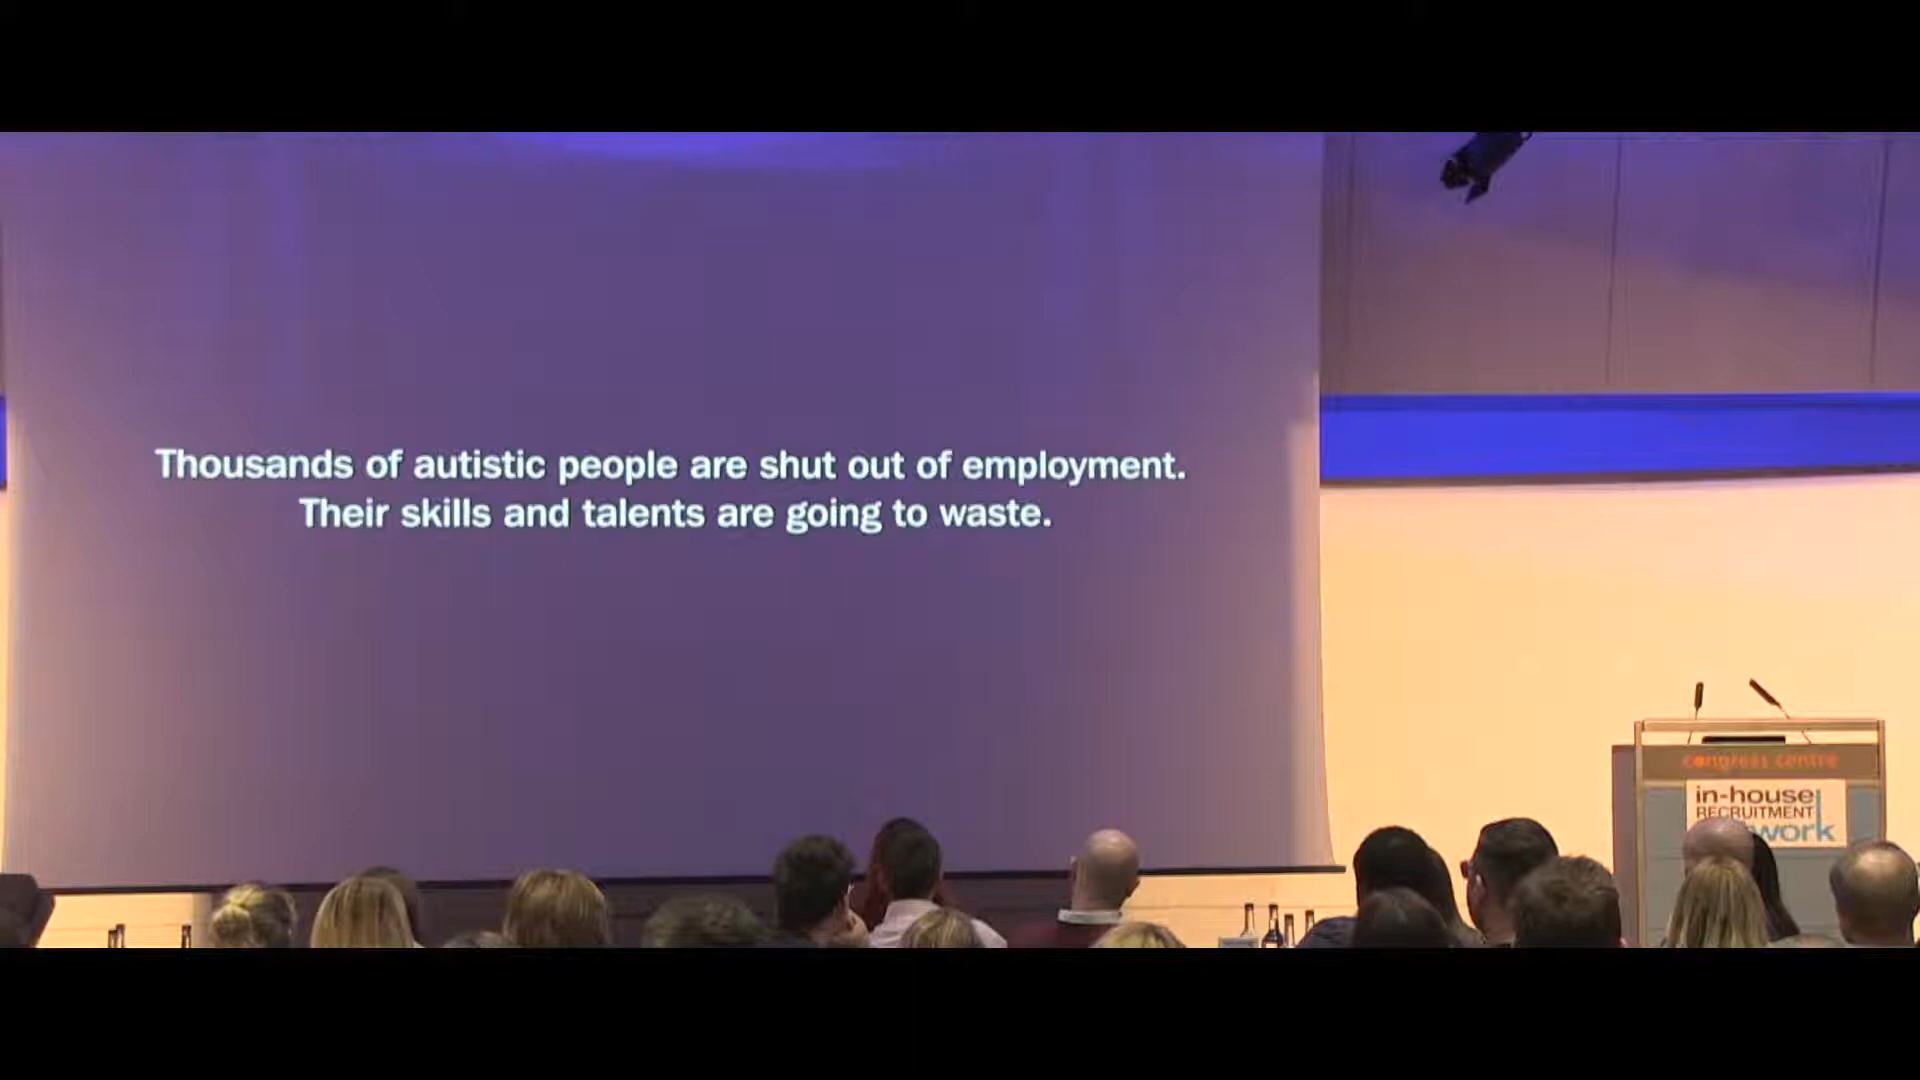 Thousands of autistic people are shut out of employment.
Their skills and talents are going to waste.
congress centre
in-house
RECRUITMENT
work